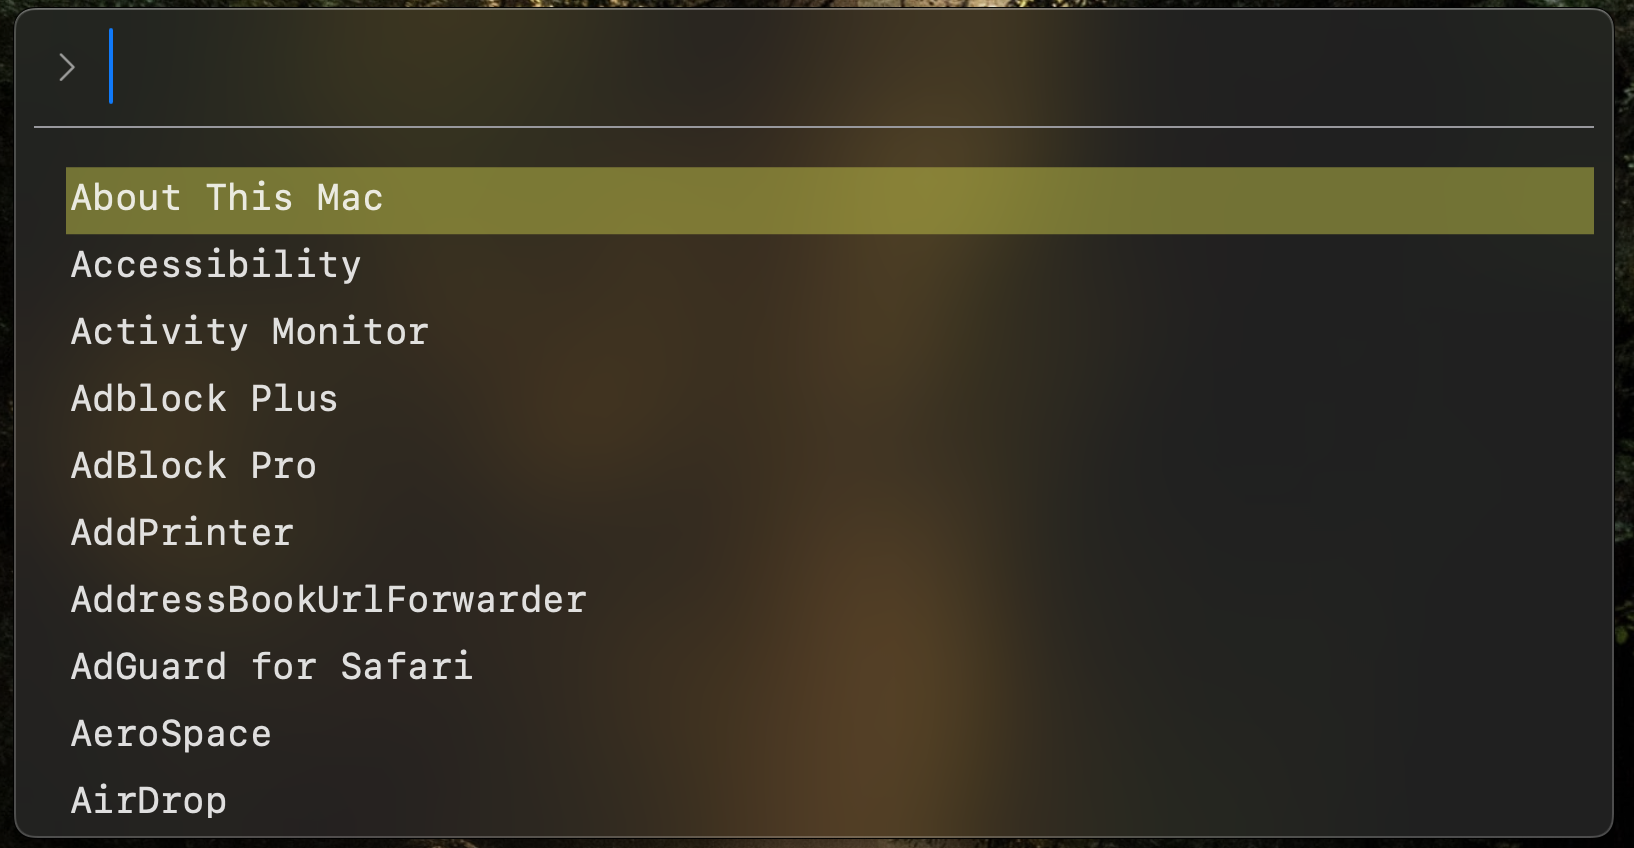 About This Mac
Accessibility
Activity Monitor
Adblock Plus
AdBlock Pro
AddPrinter
AddressBookUrlForwarder
AdGuard for Safari
AeroSpace
AirDrop